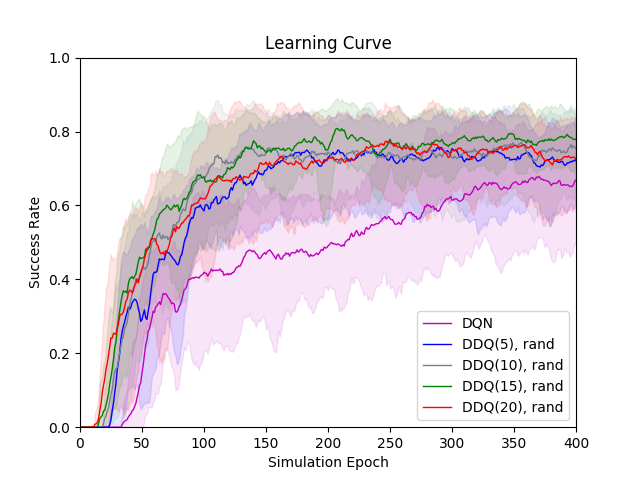 Learning Curve
1.0
0.8
0.6
0.4
0.2
0.0
Success Rate
DQN
DDQ(5), rand
DDQ(10), rand
DDQ(15), rand
DDQ(20), rand
0 50 100 150 200 250 300 350 400
Simulation Epoch